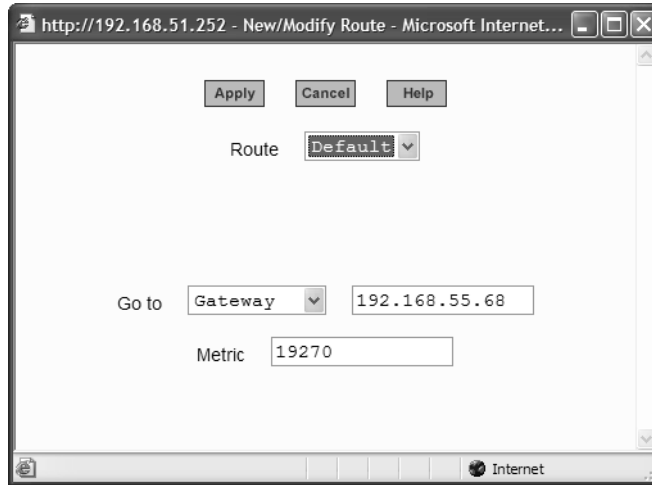 http://192.168.51.252 - New/Modify Route - Microsoft Internet...
Apply Cancel Help
Route Default
Go to Gateway 192.168.55.68
Metric 19270
Internet